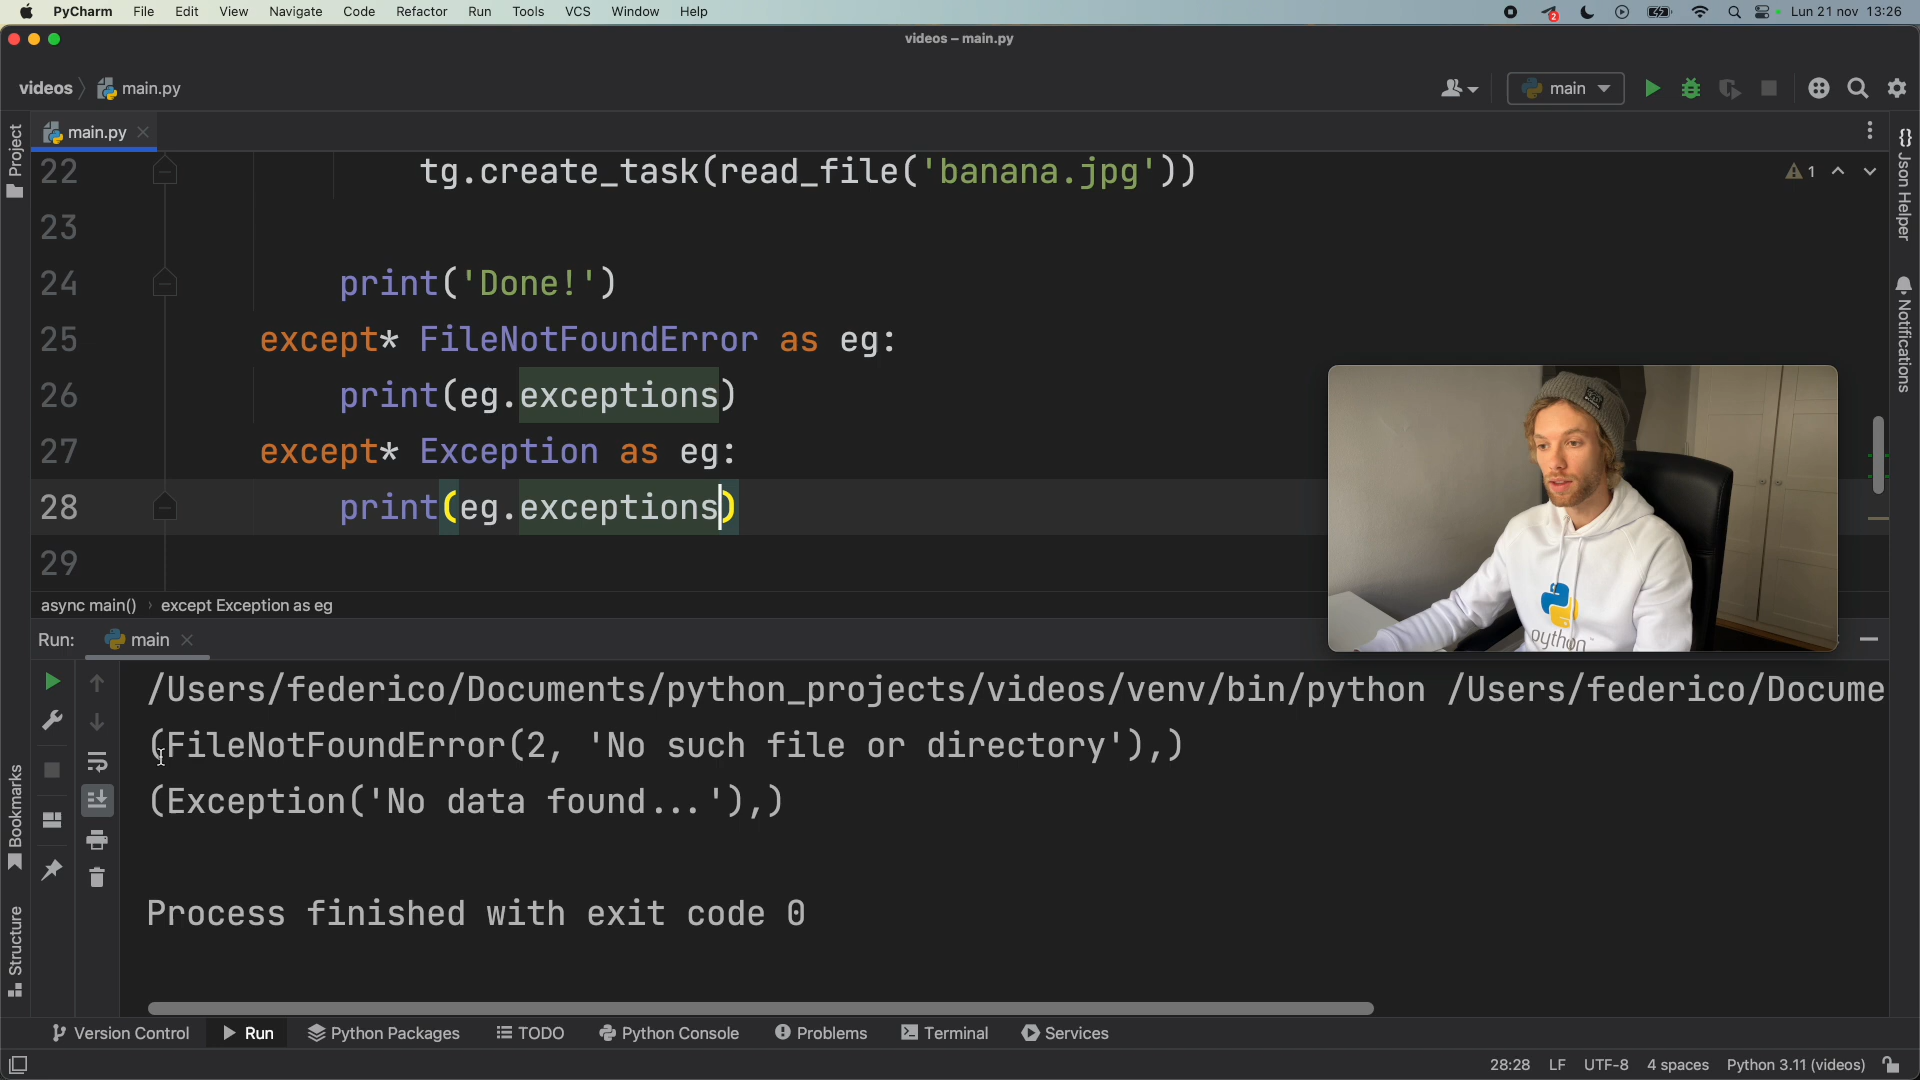 PyCharm File Edit View Navigate Code Refactor Run Tools VCS Window Help
2 Lun 21 nov 13:26
videos – main.py
videos main.py
main
main.py
Project
Json Helper
Notifications
Bookmarks
Structure
1
22 tg.create_task(read_file('banana.jpg'))
23
24 print('Done!')
25 except* FileNotFoundError as eg:
26 print(eg.exceptions)
27 except* Exception as eg:
28 print(eg.exceptions)
29
async main() › except Exception as eg
python
Run: main
/Users/federico/Documents/python_projects/videos/venv/bin/python /Users/federico/Docume
(FileNotFoundError(2, 'No such file or directory'),)
(Exception('No data found...'),)
Process finished with exit code 0
Version Control Run Python Packages TODO Python Console Problems Terminal Services
28:28 LF UTF-8 4 spaces Python 3.11 (videos)